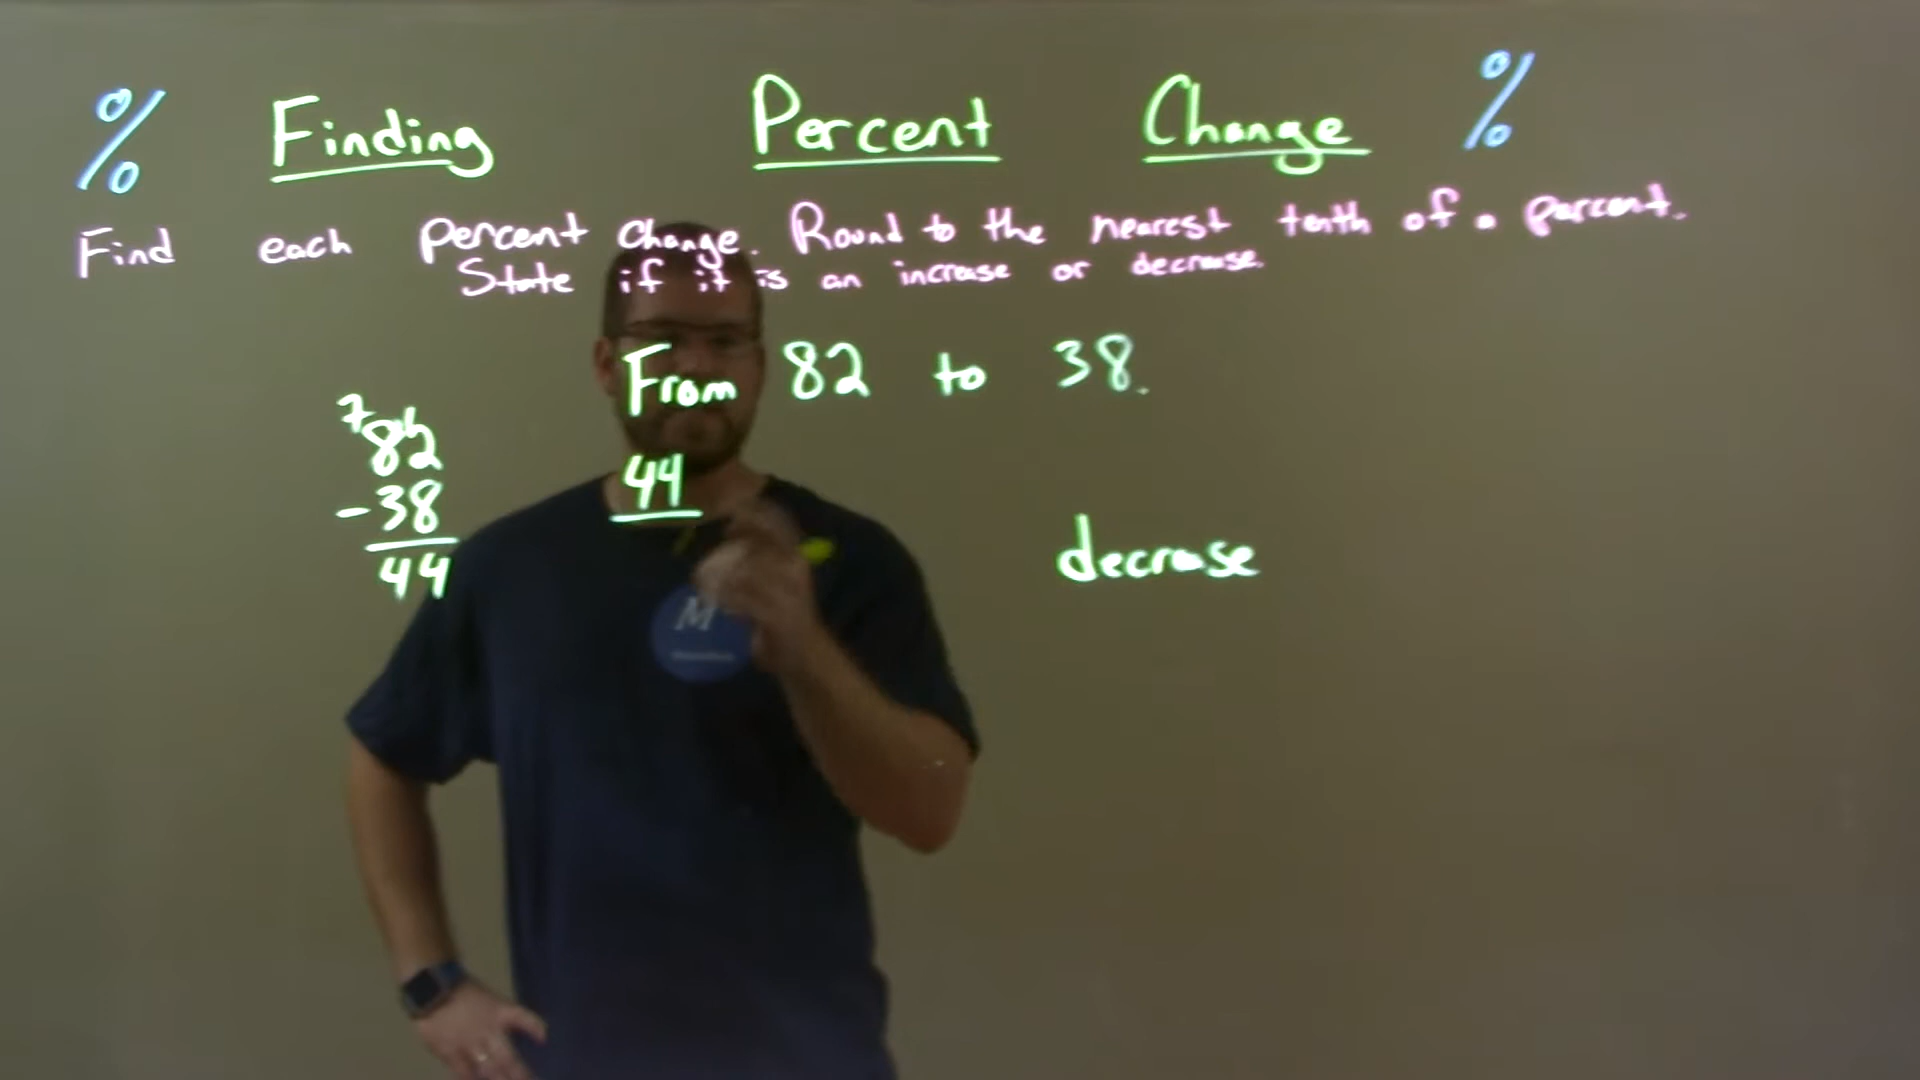 % Finding Percent Change %
Find each percent change. Round to the nearest tenth of a percent.
State if it is an increase or decrease.
From 82 to 38.
7 12
82
-38
44
44
decrease
M